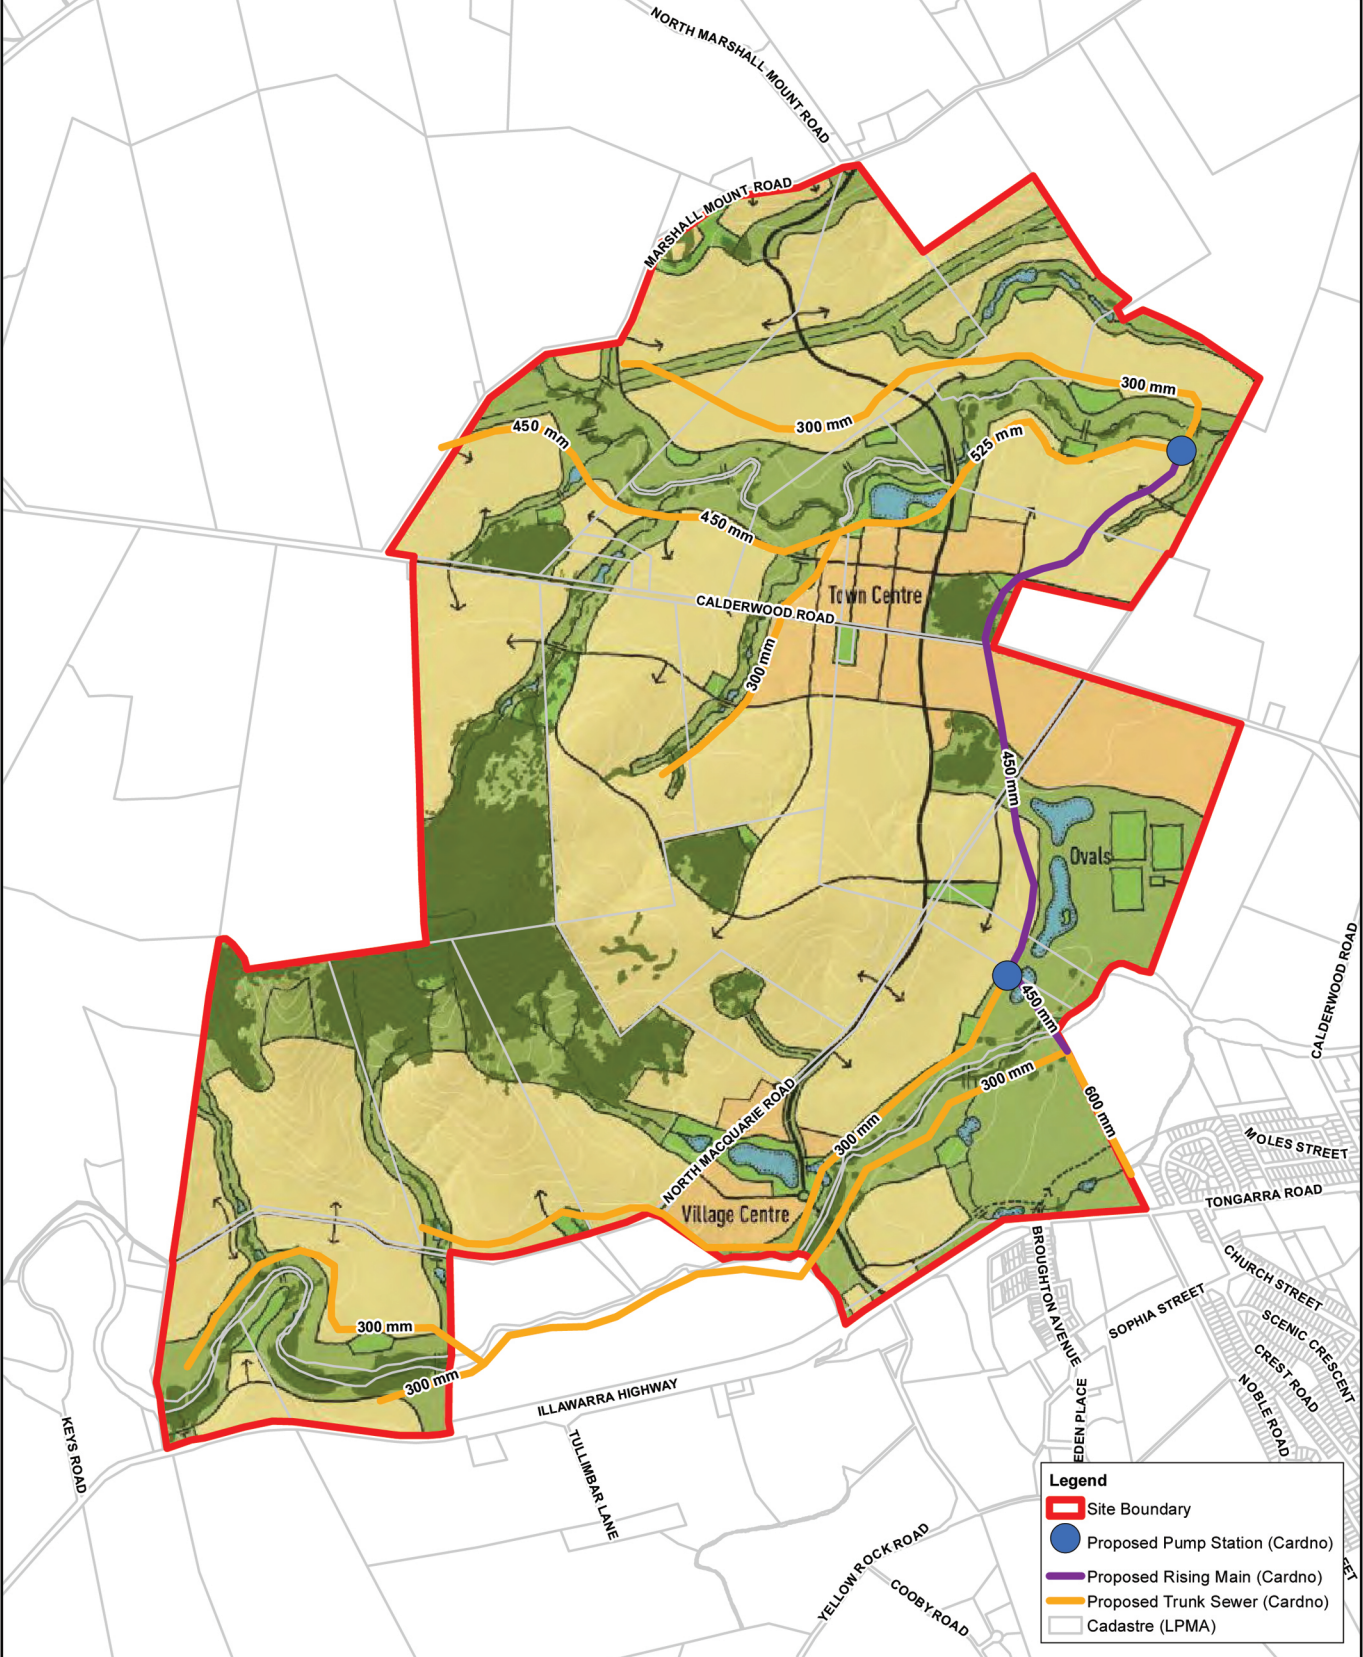 NORTH MARSHALL MOUNT ROAD
MARSHALL MOUNT ROAD
300 mm
300 mm
450 mm
525 mm
450 mm
Town Centre
CALDERWOOD ROAD
300 mm
450 mm
Ovals
CALDERWOOD ROAD
450 mm
300 mm
600 mm
NORTH MACQUARIE ROAD
300 mm
MOLES STREET
TONGARRA ROAD
Village Centre
BROUGHTON AVENUE
CHURCH STREET
SOPHIA STREET
SCENIC CRESCENT
300 mm
CREST ROAD
300 mm
NOBLE ROAD
ILLAWARRA HIGHWAY
EDEN PLACE
KEYS ROAD
TULLIMBAR LANE
YELLOW ROCK ROAD
COOBY ROAD
Legend
Site Boundary
Proposed Pump Station (Cardno)
Proposed Rising Main (Cardno)
Proposed Trunk Sewer (Cardno)
Cadastre (LPMA)